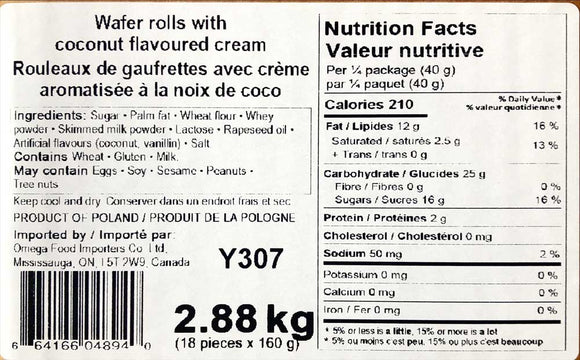 Wafer rolls with
coconut flavoured cream
Rouleaux de gaufrettes avec crème
aromatisée à la noix de coco
Ingredients: Sugar • Palm fat • Wheat flour • Whey
powder • Skimmed milk powder • Lactose • Rapeseed oil •
Artificial flavours (coconut, vanillin) • Salt
Contains Wheat • Gluten • Milk.
May contain Eggs • Soy • Sesame • Peanuts •
Tree nuts
Keep cool and dry Conserver dans un endroit frais et sec
PRODUCT OF POLAND / PRODUIT DE LA POLOGNE
Imported by / Importé par:
Omega Food Importers Co Ltd,
Mississauga, ON, L5T 2W9, Canada
Y307
6 64166 04894 0
2.88 kg
(18 pieces x 160 g)
Nutrition Facts
Valeur nutritive
Per ¼ package (40 g)
par ¼ paquet (40 g)
Calories 210
% Daily Value *
% valeur quotidienne *
Fat / Lipides 12 g 16 %
Saturated / saturés 2.5 g
+ Trans / trans 0 g 13 %
Carbohydrate / Glucides 25 g
Fibre / Fibres 0 g 0 %
Sugars / Sucres 16 g 16 %
Protein / Protéines 2 g
Cholesterol / Cholestérol 0 mg
Sodium 50 mg 2 %
Potassium 0 mg 0 %
Calcium 0 mg 0 %
Iron / Fer 0 mg 0 %
* 5% or less is a little, 15% or more is a lot
* 5% ou moins c'est peu, 15% ou plus c'est beaucoup